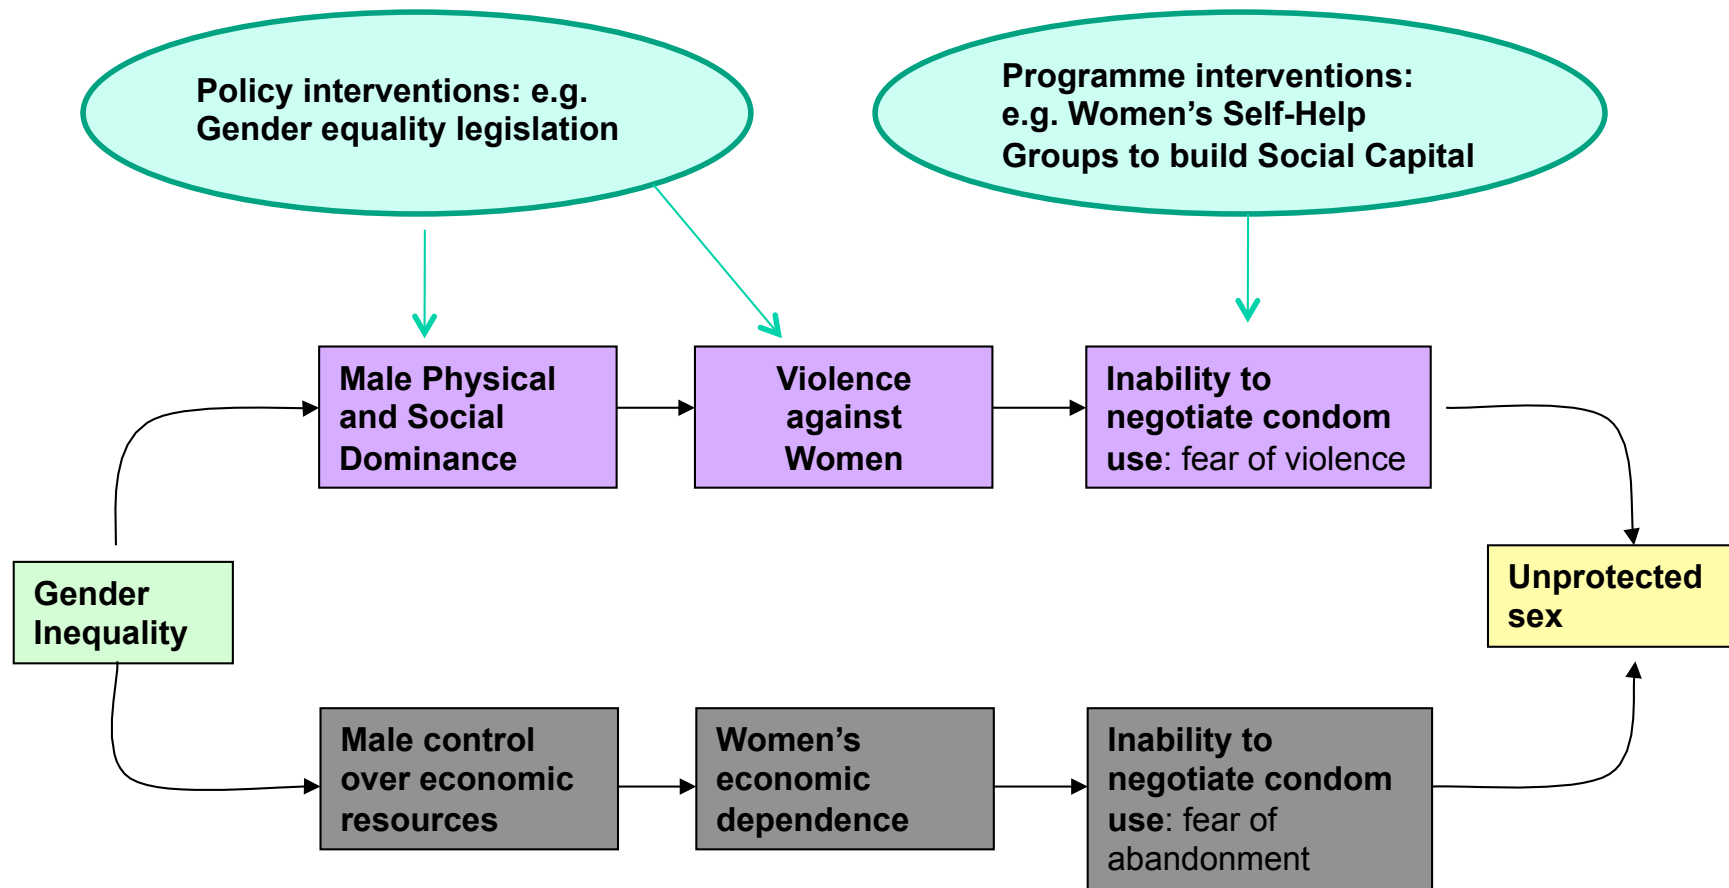 Policy interventions: e.g.
Gender equality legislation
Programme interventions:
e.g. Women’s Self-Help
Groups to build Social Capital
Male Physical
and Social
Dominance
Violence
against
Women
Inability to
negotiate condom
use: fear of violence
Gender
Inequality
Unprotected
sex
Male control
over economic
resources
Women’s
economic
dependence
Inability to
negotiate condom
use: fear of
abandonment